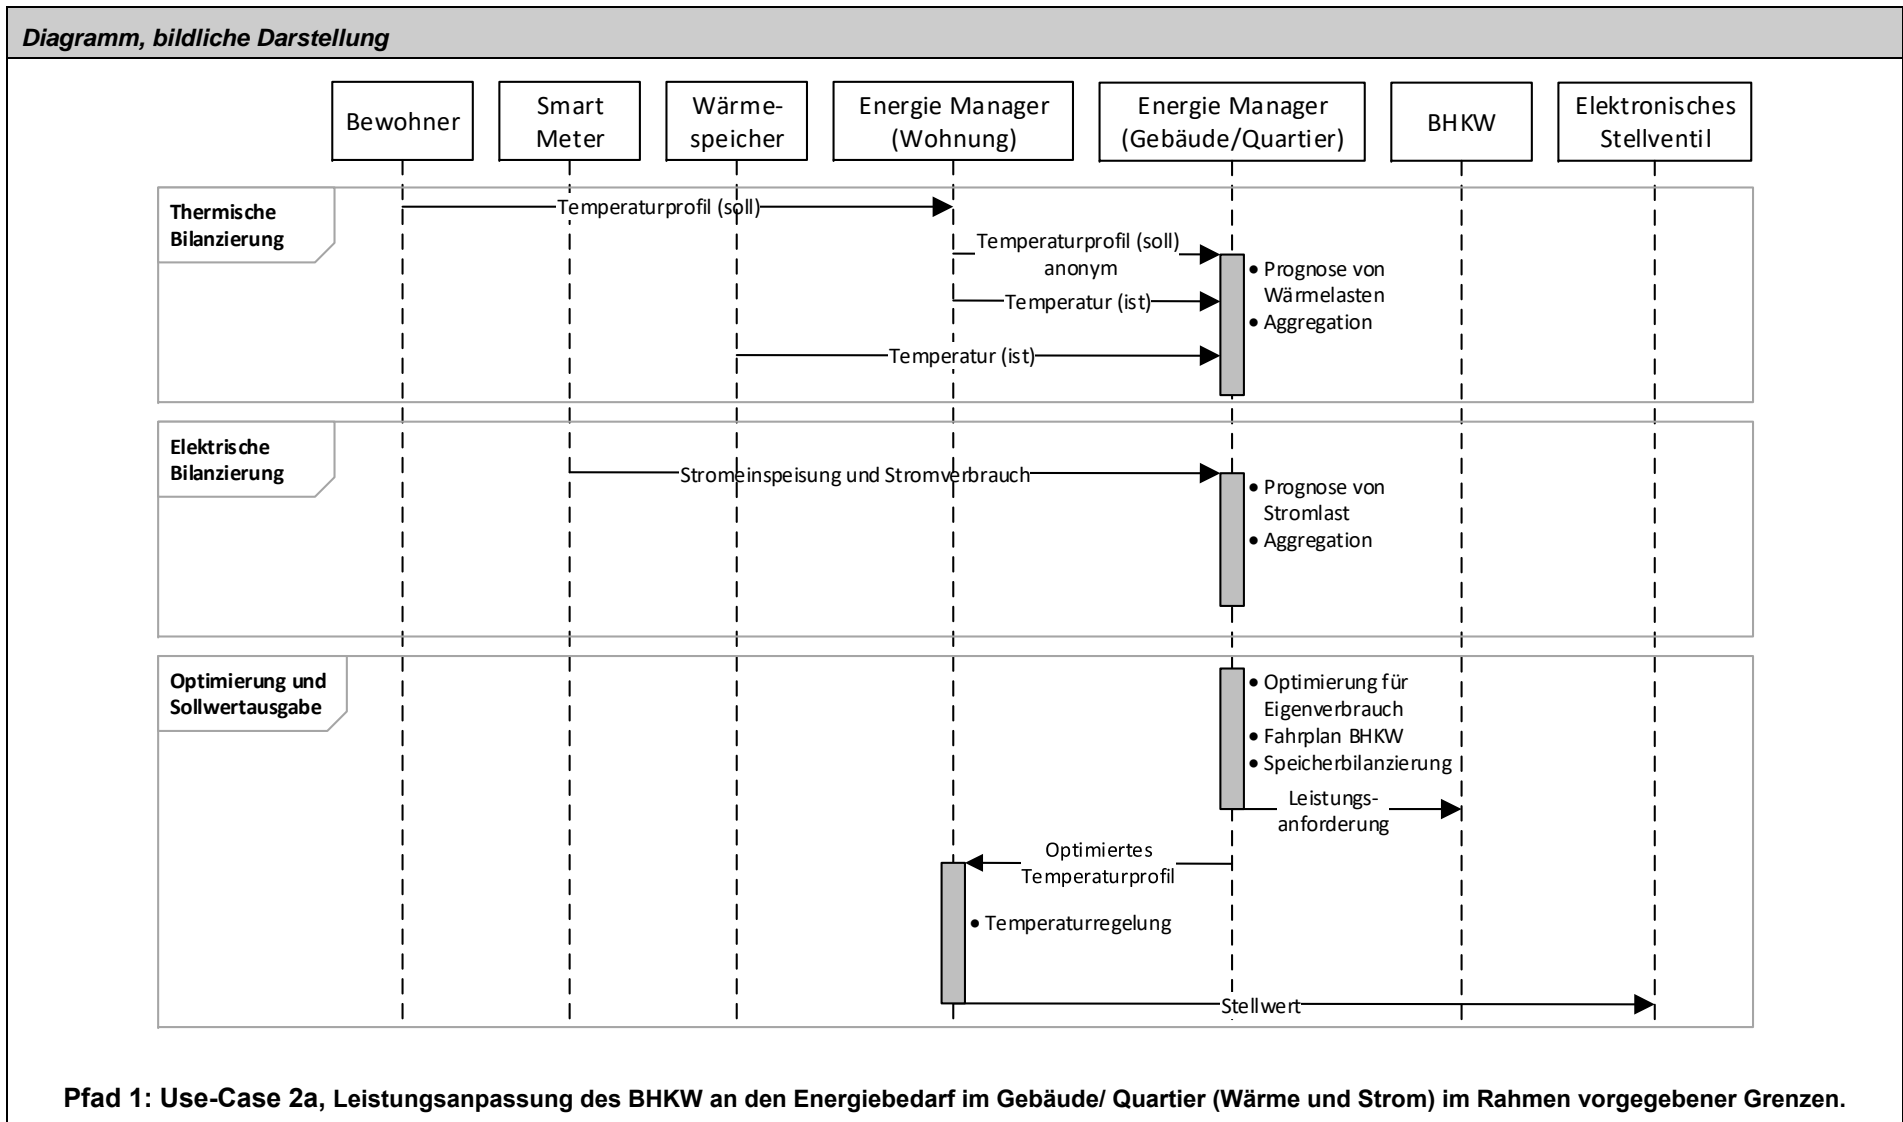 Diagramm, bildliche Darstellung
Bewohner
Smart
Meter
Wärme-
speicher
Energie Manager
(Wohnung)
Energie Manager
(Gebäude/Quartier)
BHKW
Elektronisches
Stellventil
Thermische
Bilanzierung
Temperaturprofil (soll)
Temperaturprofil (soll)
anonym
Temperatur (ist)
Temperatur (ist)
• Prognose von
Wärmelasten
• Aggregation
Elektrische
Bilanzierung
Stromeinspeisung und Stromverbrauch
• Prognose von
Stromlast
• Aggregation
Optimierung und
Sollwertausgabe
• Optimierung für
Eigenverbrauch
• Fahrplan BHKW
• Speicherbilanzierung
Leistungs-
anforderung
Optimiertes
Temperaturprofil
• Temperaturregelung
Stellwert
Pfad 1: Use-Case 2a, Leistungsanpassung des BHKW an den Energiebedarf im Gebäude/ Quartier (Wärme und Strom) im Rahmen vorgegebener Grenzen.